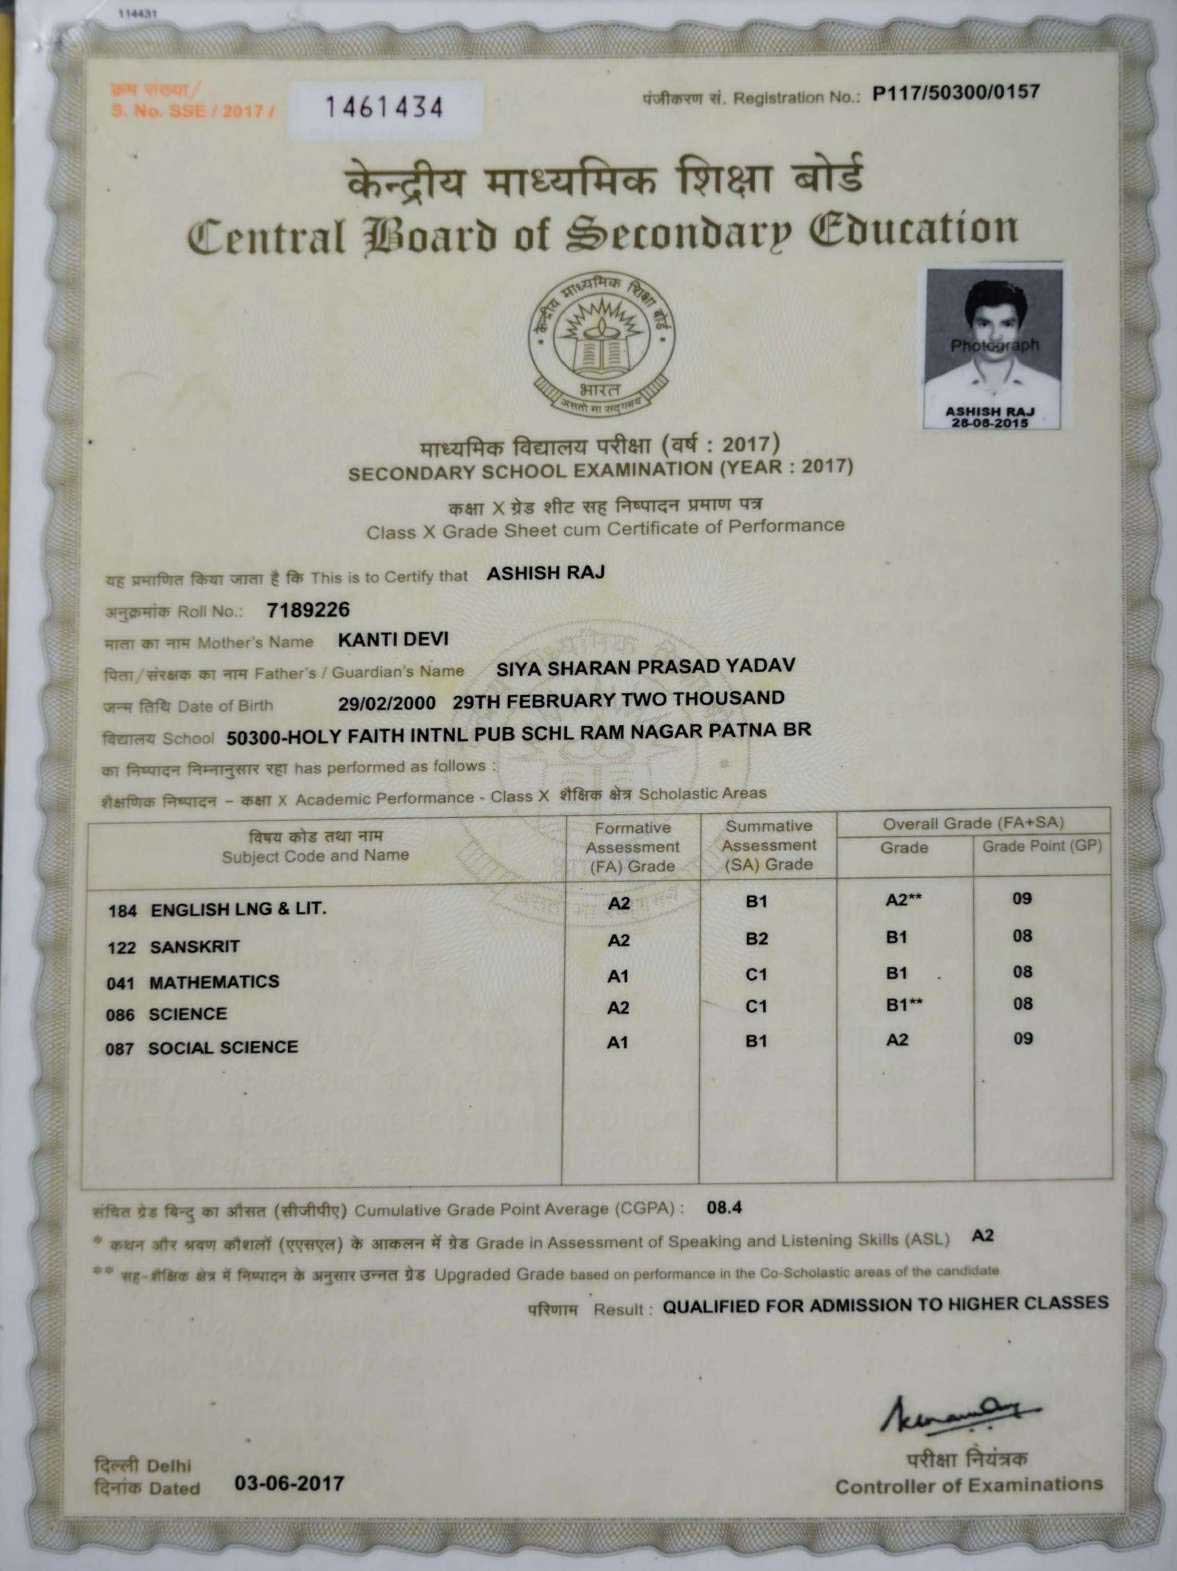 114431
क्रम संख्या/
S. No. SSE / 2017 /
1461434
पंजीकरण सं. Registration No.: P117/50300/0157
केन्द्रीय माध्यमिक शिक्षा बोर्ड
Central Board of Secondary Education
केन्द्रीय माध्यमिक शिक्षा बोर्ड
भारत
असतो मा सद्गमय
Photograph
ASHISH RAJ
28-08-2015
माध्यमिक विद्यालय परीक्षा (वर्ष : 2017)
SECONDARY SCHOOL EXAMINATION (YEAR : 2017)
कक्षा X ग्रेड शीट सह निष्पादन प्रमाण पत्र
Class X Grade Sheet cum Certificate of Performance
यह प्रमाणित किया जाता है कि This is to Certify that ASHISH RAJ
अनुक्रमांक Roll No.: 7189226
माता का नाम Mother's Name KANTI DEVI
पिता/संरक्षक का नाम Father's / Guardian's Name SIYA SHARAN PRASAD YADAV
जन्म तिथि Date of Birth 29/02/2000 29TH FEBRUARY TWO THOUSAND
विद्यालय School 50300-HOLY FAITH INTNL PUB SCHL RAM NAGAR PATNA BR
का निष्पादन निम्नानुसार रहा has performed as follows :
शैक्षणिक निष्पादन – कक्षा X Academic Performance - Class X शैक्षिक क्षेत्र Scholastic Areas
विषय कोड तथा नाम
Subject Code and Name
Formative
Assessment
(FA) Grade
Summative
Assessment
(SA) Grade
Overall Grade (FA+SA)
Grade Grade Point (GP)
184 ENGLISH LNG & LIT. A2 B1 A2** 09
122 SANSKRIT A2 B2 B1 08
041 MATHEMATICS A1 C1 B1 08
086 SCIENCE A2 C1 B1** 08
087 SOCIAL SCIENCE A1 B1 A2 09
संचित ग्रेड बिन्दु का औसत (सीजीपीए) Cumulative Grade Point Average (CGPA) : 08.4
* कथन और श्रवण कौशलों (एएसएल) के आकलन में ग्रेड Grade in Assessment of Speaking and Listening Skills (ASL) A2
** सह-शैक्षिक क्षेत्र में निष्पादन के अनुसार उन्नत ग्रेड Upgraded Grade based on performance in the Co-Scholastic areas of the candidate
परिणाम Result : QUALIFIED FOR ADMISSION TO HIGHER CLASSES
दिल्ली Delhi
दिनांक Dated 03-06-2017
परीक्षा नियंत्रक
Controller of Examinations